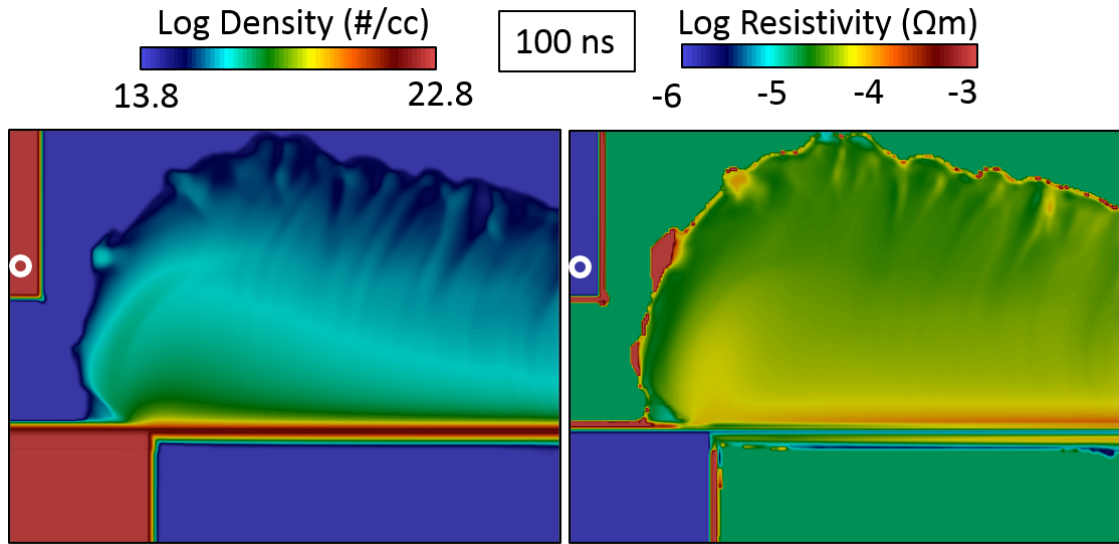 Log Density (#/cc)
100 ns
Log Resistivity (Ωm)
13.8 22.8
-6 -5 -4 -3